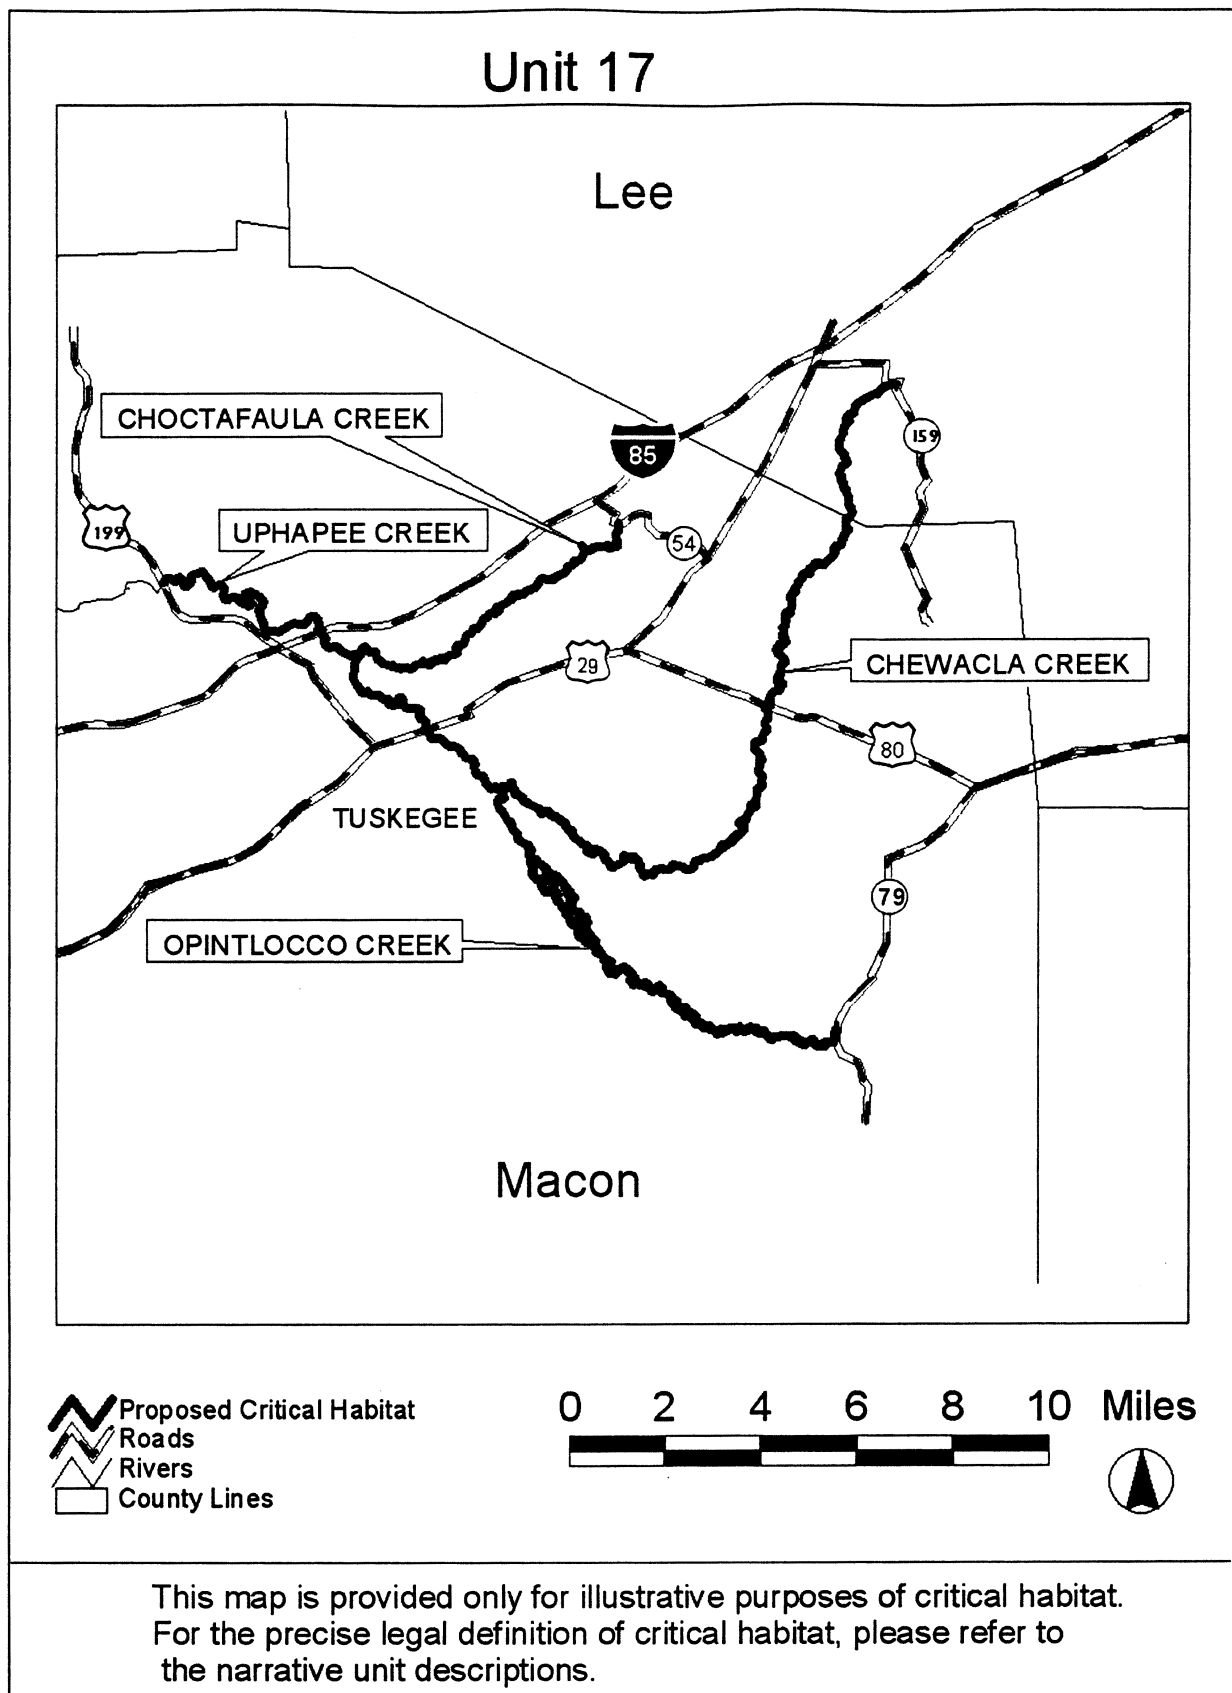 Unit 17
Lee
CHOCTAFAULA CREEK
85
159
199
UPHAPEE CREEK
54
29
CHEWACLA CREEK
80
TUSKEGEE
79
OPINTLOCCO CREEK
Macon
0 2 4 6 8 10 Miles
Proposed Critical Habitat
Roads
Rivers
County Lines
This map is provided only for illustrative purposes of critical habitat.
For the precise legal definition of critical habitat, please refer to
the narrative unit descriptions.